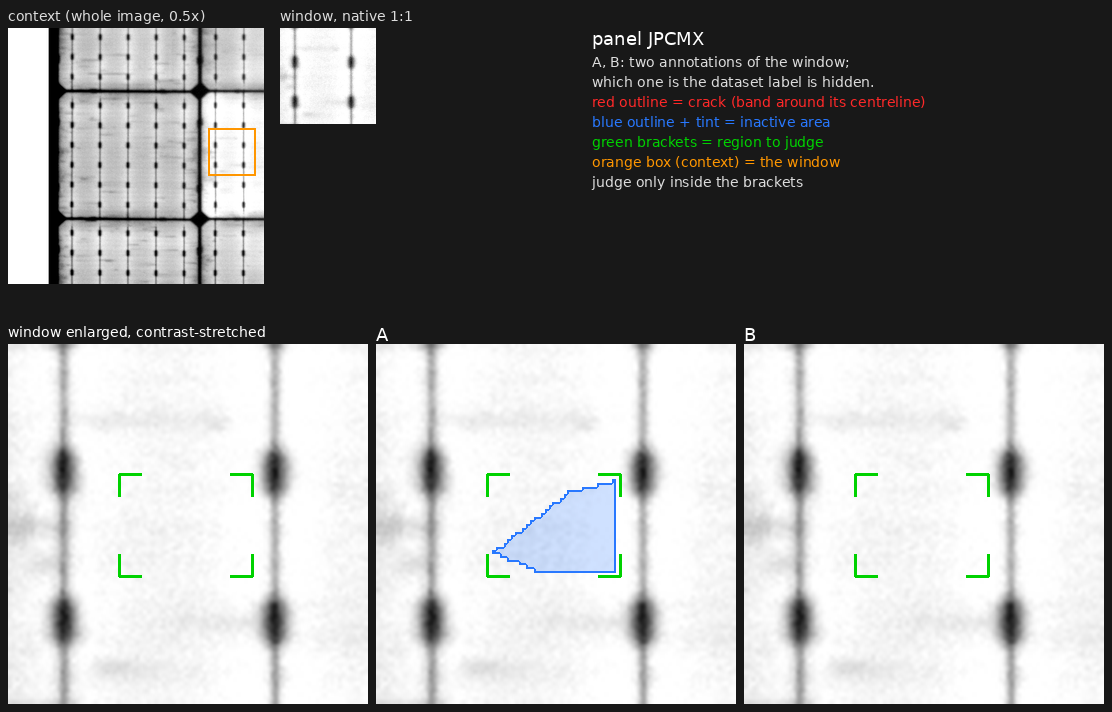 context (whole image, 0.5x)
window, native 1:1
panel JPCMX
A, B: two annotations of the window;
which one is the dataset label is hidden.
red outline = crack (band around its centreline)
blue outline + tint = inactive area
green brackets = region to judge
orange box (context) = the window
judge only inside the brackets
window enlarged, contrast-stretched
A
B